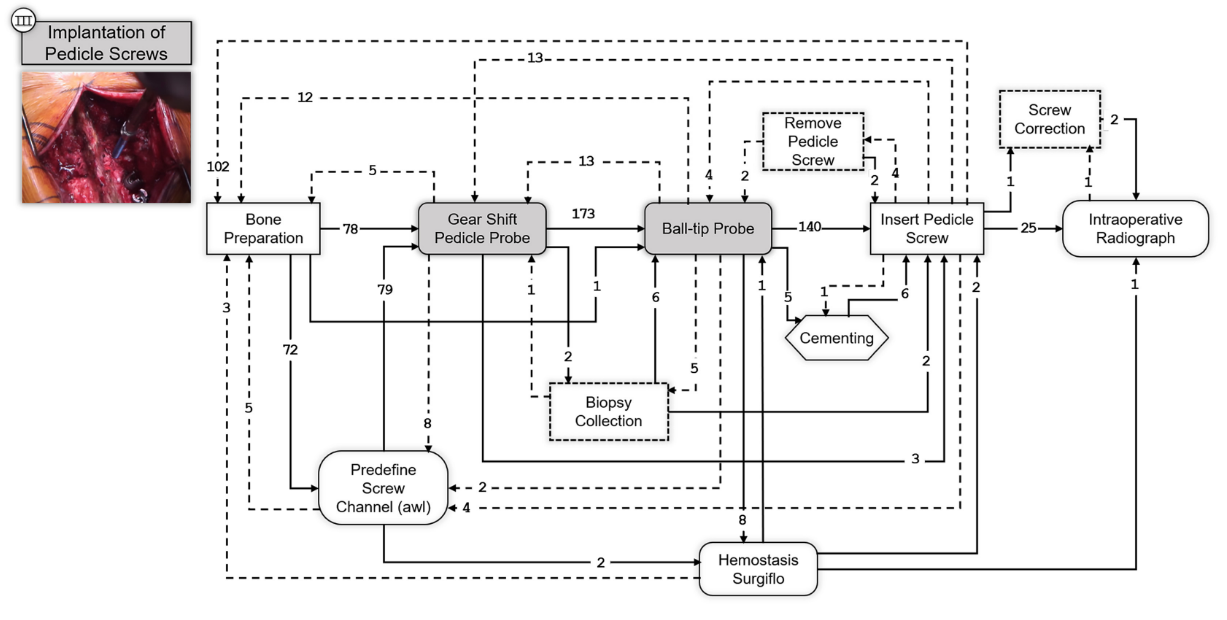 III
Implantation of
Pedicle Screws
13
12
102
5
13
4
2
Remove
Pedicle
Screw
2
4
Screw
Correction
2
1
1
Bone
Preparation
78
Gear Shift
Pedicle Probe
173
Ball-tip Probe
140
Insert Pedicle
Screw
25
Intraoperative
Radiograph
3
79
1
1
6
1
5
1
6
2
1
72
2
5
2
Cementing
5
8
Biopsy
Collection
3
Predefine
Screw
Channel (awl)
2
4
8
2
Hemostasis
Surgiflo